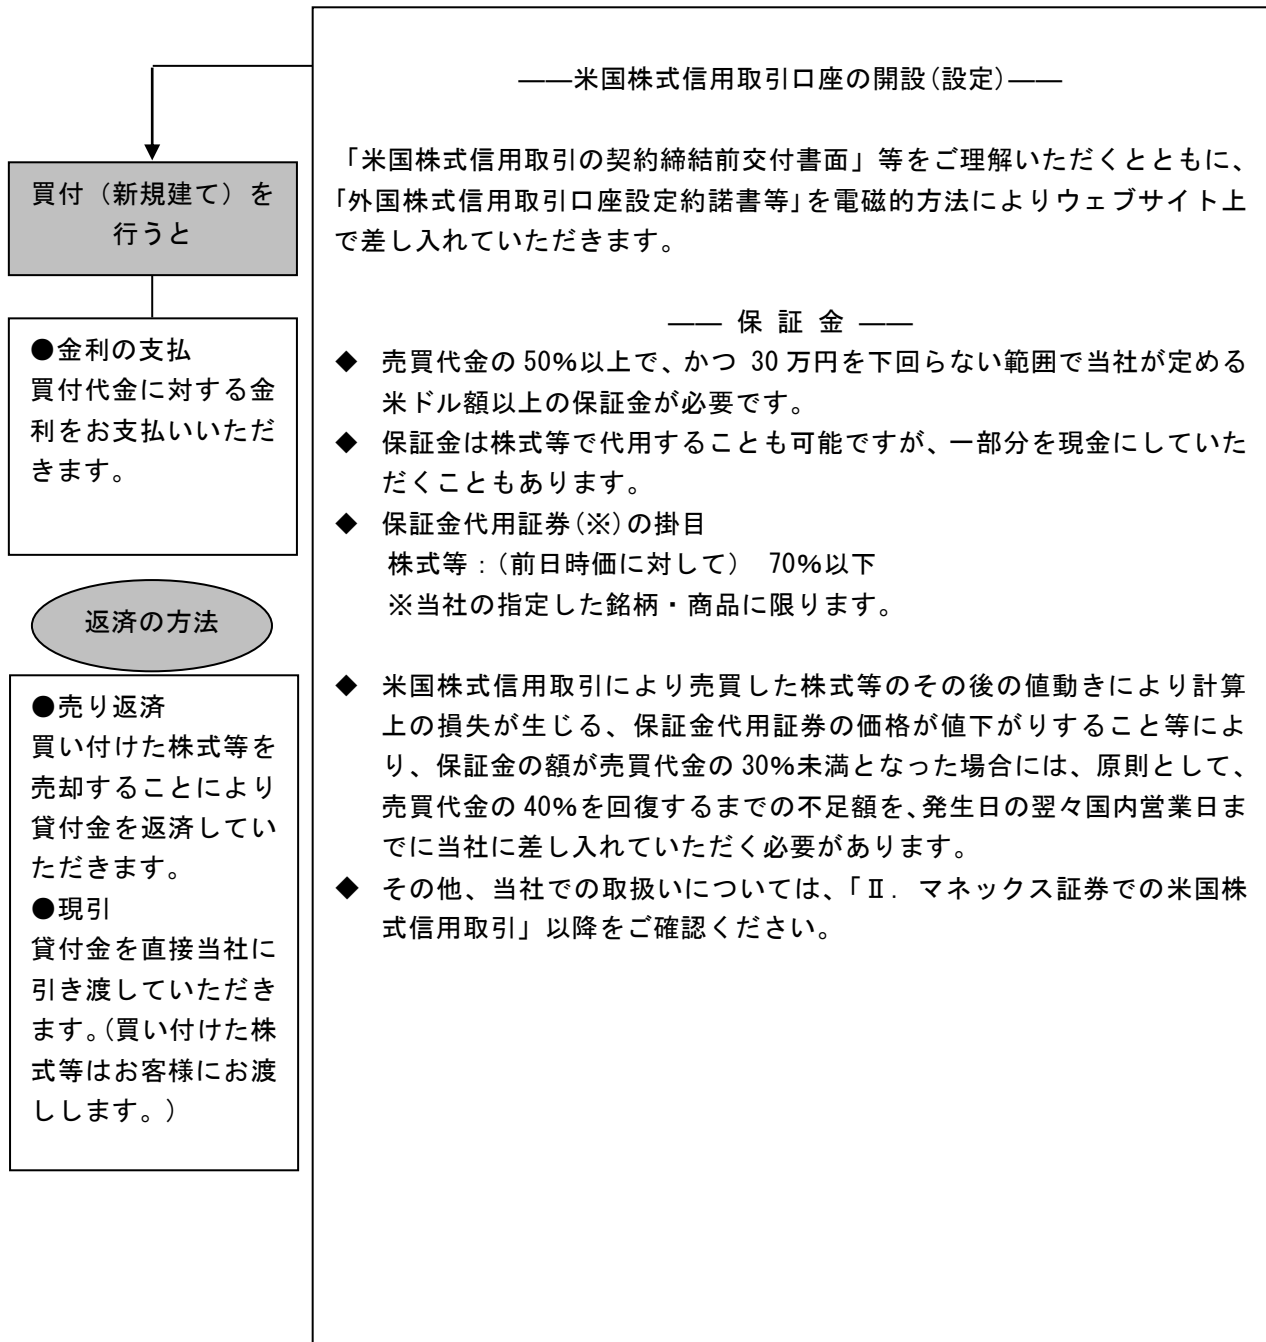 ――米国株式信用取引口座の開設(設定)――
「米国株式信用取引の契約締結前交付書面」等をご理解いただくとともに、
「外国株式信用取引口座設定約諾書等」を電磁的方法によりウェブサイト上
で差し入れていただきます。
―― 保 証 金 ――
◆ 売買代金の 50%以上で、かつ 30 万円を下回らない範囲で当社が定める
米ドル額以上の保証金が必要です。
◆ 保証金は株式等で代用することも可能ですが、一部分を現金にしていた
だくこともあります。
◆ 保証金代用証券(※)の掛目
株式等：(前日時価に対して) 70%以下
※当社の指定した銘柄・商品に限ります。
◆ 米国株式信用取引により売買した株式等のその後の値動きにより計算
上の損失が生じる、保証金代用証券の価格が値下がりすること等によ
り、保証金の額が売買代金の 30%未満となった場合には、原則として、
売買代金の 40%を回復するまでの不足額を、発生日の翌々国内営業日ま
でに当社に差し入れていただく必要があります。
◆ その他、当社での取扱いについては、「Ⅱ. マネックス証券での米国株
式信用取引」以降をご確認ください。
買付（新規建て）を
行うと
●金利の支払
買付代金に対する金
利をお支払いいただ
きます。
返済の方法
●売り返済
買い付けた株式等を
売却することにより
貸付金を返済してい
ただきます。
●現引
貸付金を直接当社に
引き渡していただき
ます。(買い付けた株
式等はお客様にお渡
しします。)